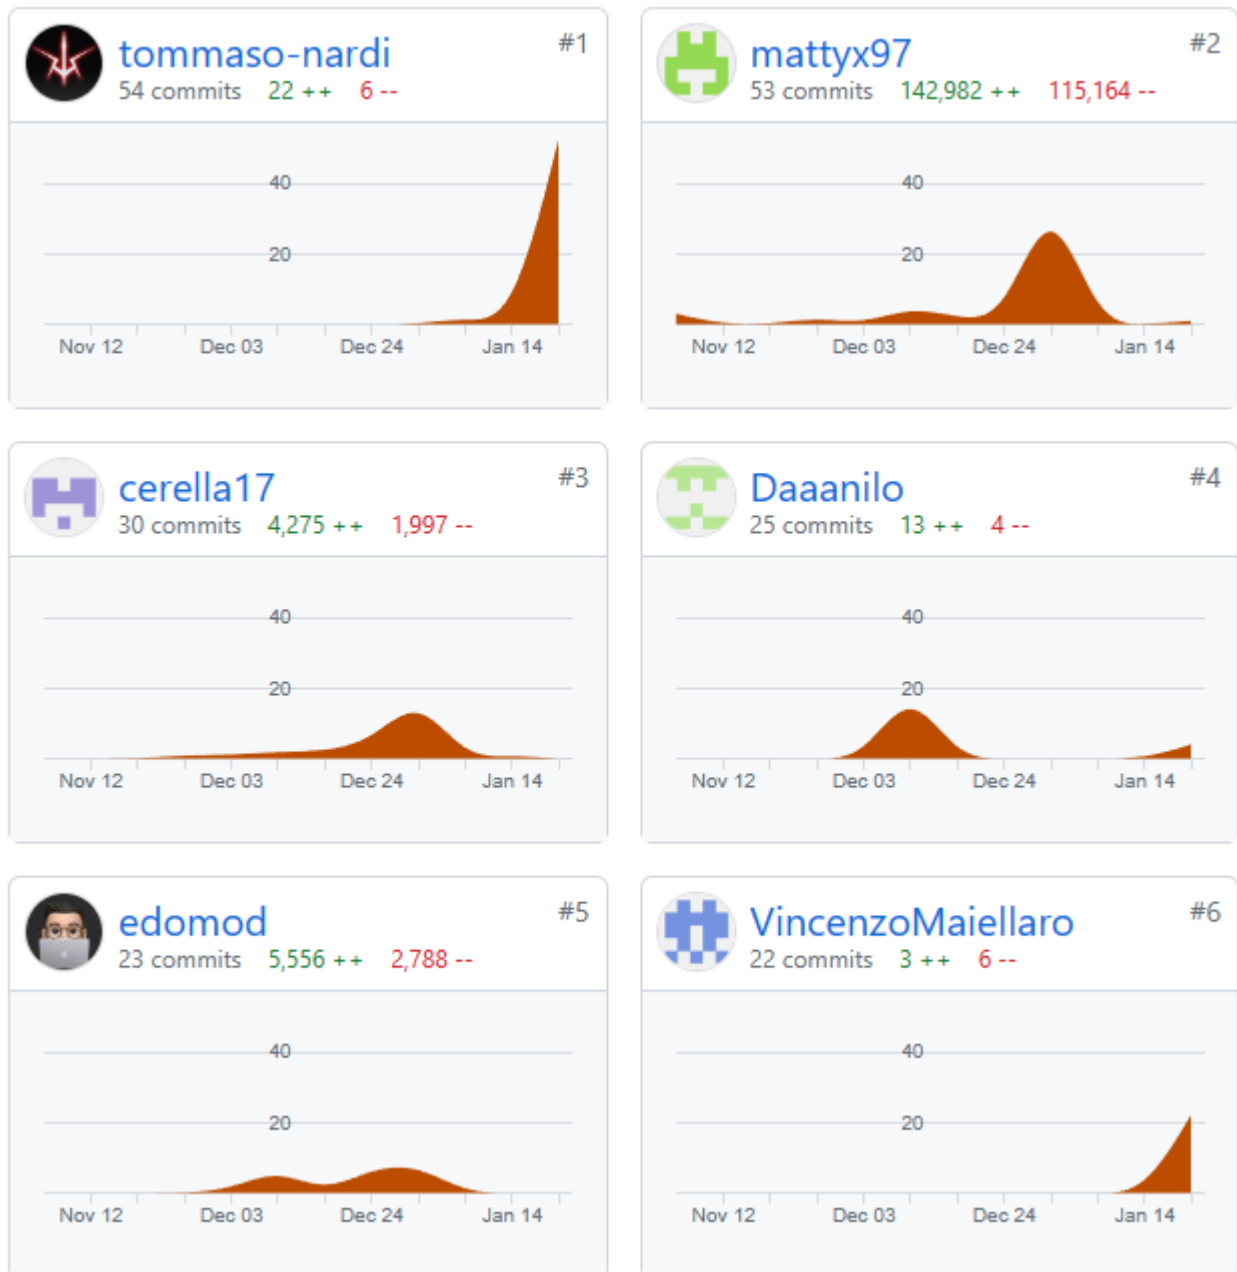 tommaso-nardi #1
54 commits 22 ++ 6 --
40
20
Nov 12 Dec 03 Dec 24 Jan 14
mattyx97 #2
53 commits 142,982 ++ 115,164 --
40
20
Nov 12 Dec 03 Dec 24 Jan 14
cerella17 #3
30 commits 4,275 ++ 1,997 --
40
20
Nov 12 Dec 03 Dec 24 Jan 14
Daaanilo #4
25 commits 13 ++ 4 --
40
20
Nov 12 Dec 03 Dec 24 Jan 14
edomod #5
23 commits 5,556 ++ 2,788 --
40
20
Nov 12 Dec 03 Dec 24 Jan 14
VincenzoMaiellaro #6
22 commits 3 ++ 6 --
40
20
Nov 12 Dec 03 Dec 24 Jan 14